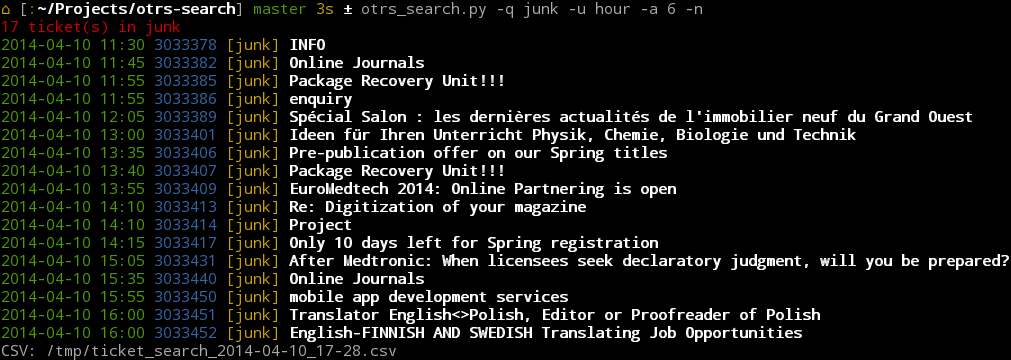 ⌂ [:~/Projects/otrs-search] master 3s ± otrs_search.py -q junk -u hour -a 6 -n
17 ticket(s) in junk
2014-04-10 11:30 3033378 [junk] INFO
2014-04-10 11:45 3033382 [junk] Online Journals
2014-04-10 11:55 3033385 [junk] Package Recovery Unit!!!
2014-04-10 11:55 3033386 [junk] enquiry
2014-04-10 12:05 3033389 [junk] Spécial Salon : les dernières actualités de l'immobilier neuf du Grand Ouest
2014-04-10 13:00 3033401 [junk] Ideen für Ihren Unterricht Physik, Chemie, Biologie und Technik
2014-04-10 13:35 3033406 [junk] Pre-publication offer on our Spring titles
2014-04-10 13:40 3033407 [junk] Package Recovery Unit!!!
2014-04-10 13:55 3033409 [junk] EuroMedtech 2014: Online Partnering is open
2014-04-10 14:10 3033413 [junk] Re: Digitization of your magazine
2014-04-10 14:10 3033414 [junk] Project
2014-04-10 14:15 3033417 [junk] Only 10 days left for Spring registration
2014-04-10 15:05 3033431 [junk] After Medtronic: When licensees seek declaratory judgment, will you be prepared?
2014-04-10 15:35 3033440 [junk] Online Journals
2014-04-10 15:55 3033450 [junk] mobile app development services
2014-04-10 16:00 3033451 [junk] Translator English<>Polish, Editor or Proofreader of Polish
2014-04-10 16:00 3033452 [junk] English-FINNISH AND SWEDISH Translating Job Opportunities
CSV: /tmp/ticket_search_2014-04-10_17-28.csv